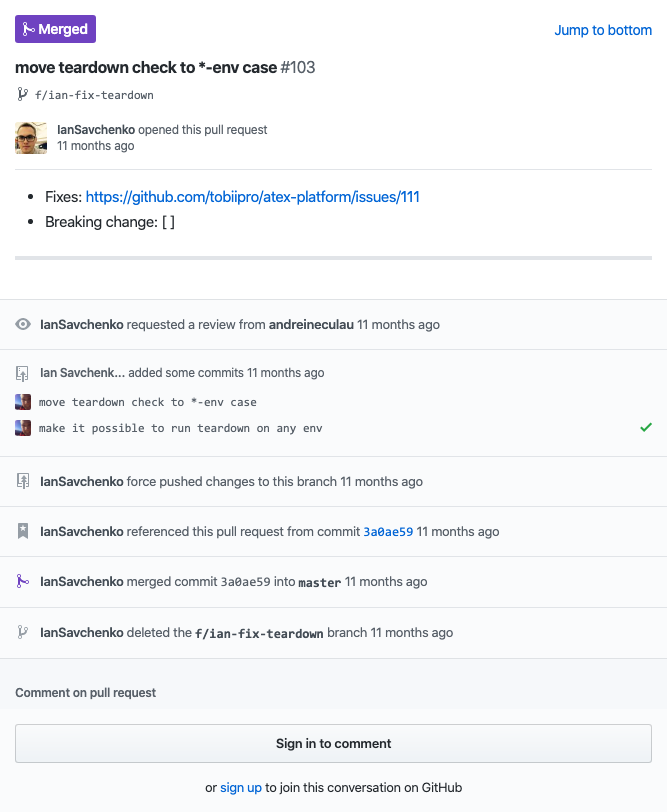 Merged
Jump to bottom
move teardown check to *-env case #103
f/ian-fix-teardown
IanSavchenko opened this pull request
11 months ago
Fixes: https://github.com/tobiipro/atex-platform/issues/111
Breaking change: [ ]
IanSavchenko requested a review from andreineculau 11 months ago
Ian Savchenk... added some commits 11 months ago
move teardown check to *-env case
make it possible to run teardown on any env
IanSavchenko force pushed changes to this branch 11 months ago
IanSavchenko referenced this pull request from commit 3a0ae59 11 months ago
IanSavchenko merged commit 3a0ae59 into master 11 months ago
IanSavchenko deleted the f/ian-fix-teardown branch 11 months ago
Comment on pull request
Sign in to comment
or sign up to join this conversation on GitHub